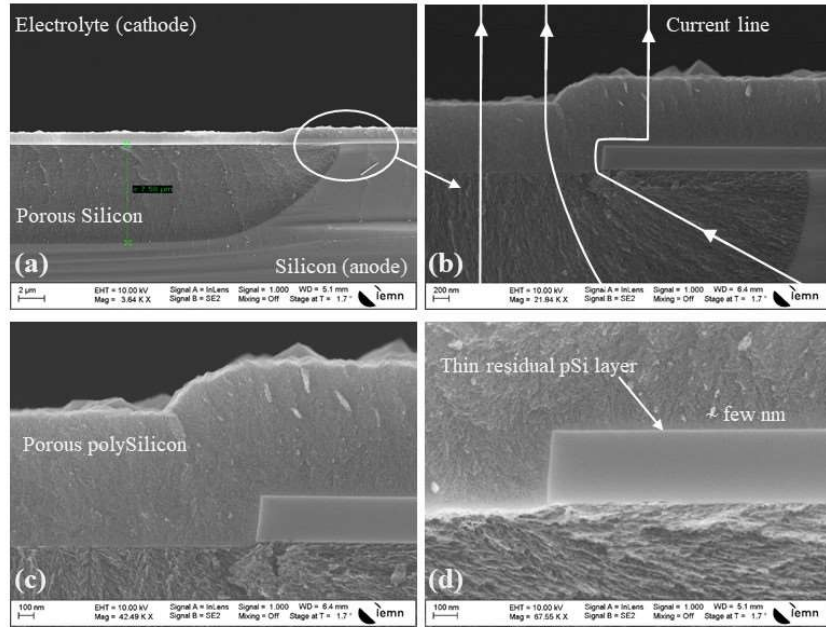 Electrolyte (cathode)
Porous Silicon
Silicon (anode)
(a)
2 µm
EHT = 10.00 kV
Mag = 3.64 K X
Signal A = InLens
Signal B = SE2
Signal = 1.000
Mixing = Off
WD = 5.1 mm
Stage at T = 1.7°
iemn
Current line
(b)
200 nm
EHT = 10.00 kV
Mag = 21.84 K X
Signal A = InLens
Signal B = SE2
Signal = 1.000
Mixing = Off
WD = 6.4 mm
Stage at T = 1.7°
iemn
Porous polySilicon
(c)
100 nm
EHT = 10.00 kV
Mag = 42.49 K X
Signal A = InLens
Signal B = SE2
Signal = 1.000
Mixing = Off
WD = 6.4 mm
Stage at T = 1.7°
iemn
Thin residual pSi layer
few nm
(d)
100 nm
EHT = 10.00 kV
Mag = 67.55 K X
Signal A = InLens
Signal B = SE2
Signal = 1.000
Mixing = Off
WD = 5.1 mm
Stage at T = 1.7°
iemn